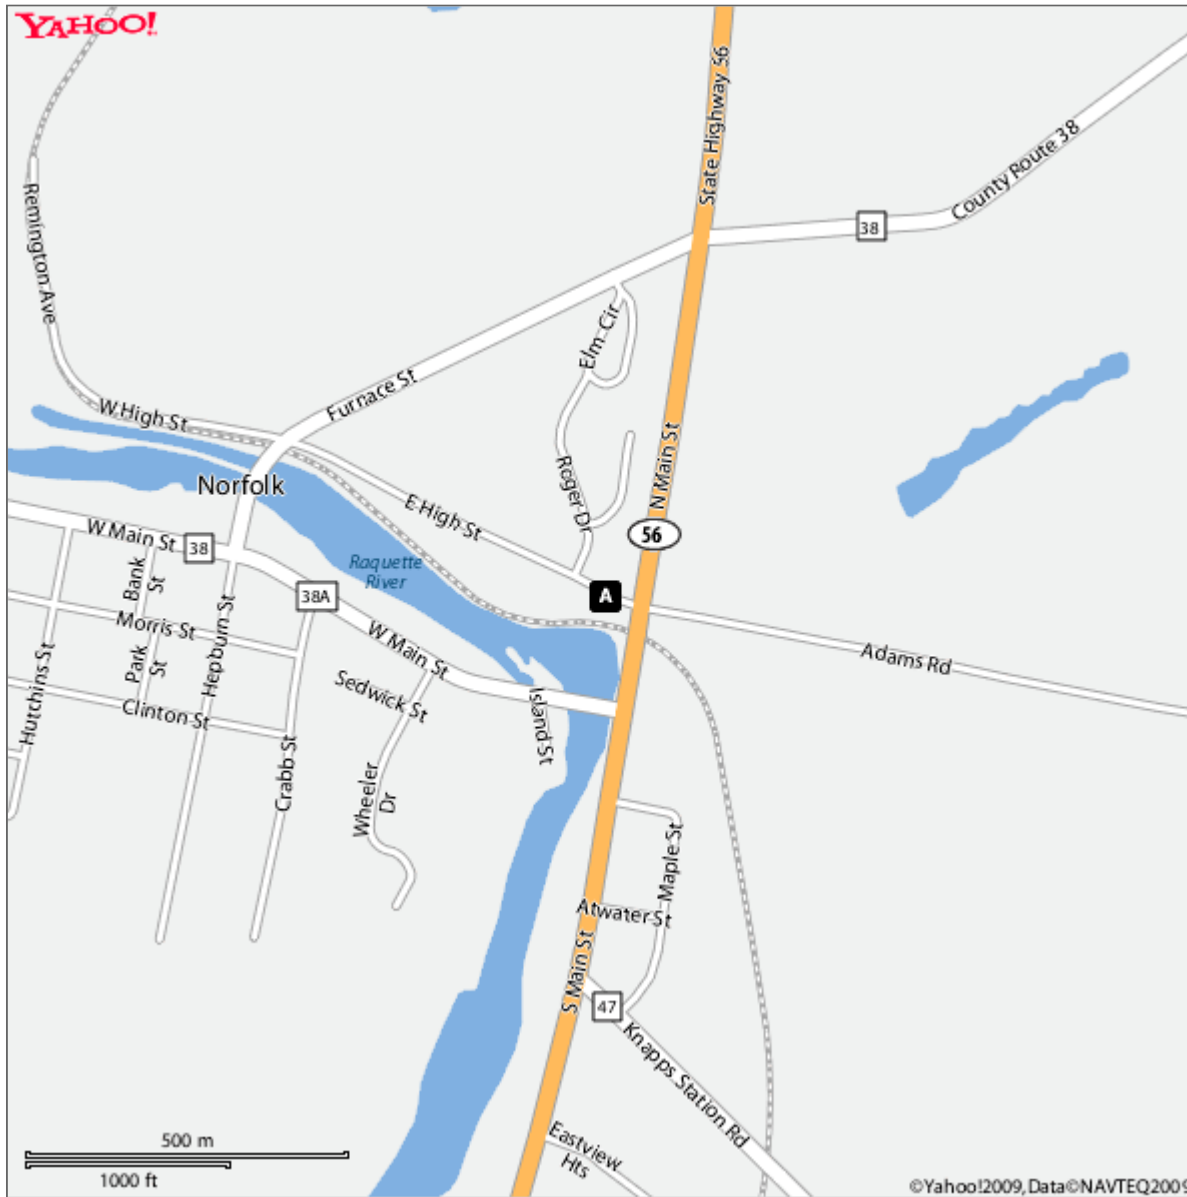 YAHOO!
State Highway 56
County Route 38
38
Remington Ave
Elm Cir
Furnace St
W High St
N Main St
Roger Dr
Norfolk
E High St
W Main St
38
56
Raquette
River
Bank
St
A
38A
Morris St
W Main St
Adams Rd
Hepburn St
Park
St
Hutchins St
Sedwick St
Island St
Clinton St
Crabb St
Wheeler
Dr
Maple St
Atwater St
S Main St
47
Knapps Station Rd
Eastview
Hts
500 m
1000 ft
©Yahoo!2009, Data©NAVTEQ2009